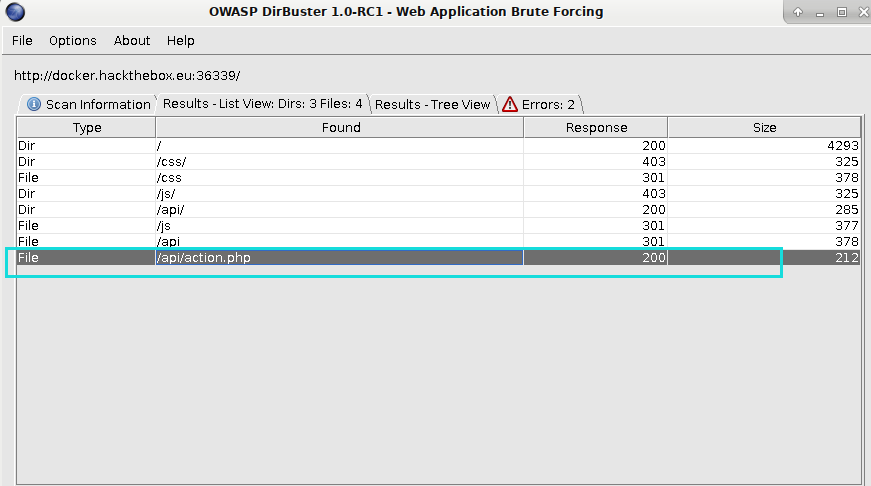 OWASP DirBuster 1.0-RC1 - Web Application Brute Forcing
File Options About Help
http://docker.hackthebox.eu:36339/
Scan Information Results - List View: Dirs: 3 Files: 4 Results - Tree View Errors: 2
Type Found Response Size
Dir / 200 4293
Dir /css/ 403 325
File /css 301 378
Dir /js/ 403 325
Dir /api/ 200 285
File /js 301 377
File /api 301 378
File /api/action.php 200 212